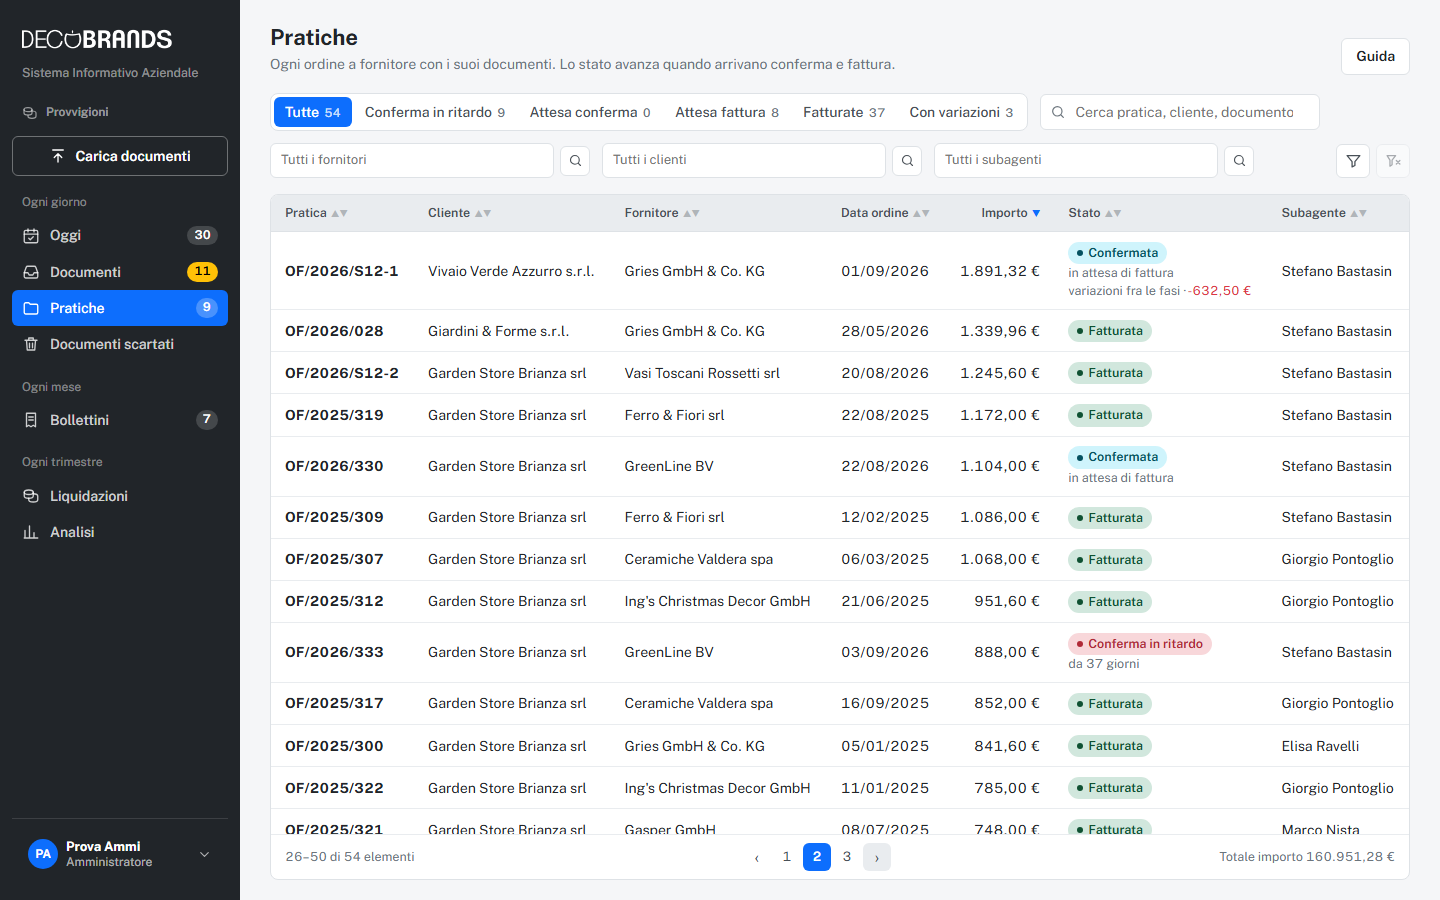 DECOBRANDS
Sistema Informativo Aziendale
Provvigioni
Carica documenti
Ogni giorno
Oggi 30
Documenti 11
Pratiche 9
Documenti scartati
Ogni mese
Bollettini 7
Ogni trimestre
Liquidazioni
Analisi
PA Prova Ammi
Amministratore
Pratiche
Ogni ordine a fornitore con i suoi documenti. Lo stato avanza quando arrivano conferma e fattura.
Guida
Tutte 54 Conferma in ritardo 9 Attesa conferma 0 Attesa fattura 8 Fatturate 37 Con variazioni 3 Cerca pratica, cliente, documento
Tutti i fornitori Tutti i clienti Tutti i subagenti
Pratica Cliente Fornitore Data ordine Importo Stato Subagente
OF/2026/S12-1 Vivaio Verde Azzurro s.r.l. Gries GmbH & Co. KG 01/09/2026 1.891,32 € Confermata Stefano Bastasin
in attesa di fattura
variazioni fra le fasi · -632,50 €
OF/2026/028 Giardini & Forme s.r.l. Gries GmbH & Co. KG 28/05/2026 1.339,96 € Fatturata Stefano Bastasin
OF/2026/S12-2 Garden Store Brianza srl Vasi Toscani Rossetti srl 20/08/2026 1.245,60 € Fatturata Stefano Bastasin
OF/2025/319 Garden Store Brianza srl Ferro & Fiori srl 22/08/2025 1.172,00 € Fatturata Stefano Bastasin
OF/2026/330 Garden Store Brianza srl GreenLine BV 22/08/2026 1.104,00 € Confermata Stefano Bastasin
in attesa di fattura
OF/2025/309 Garden Store Brianza srl Ferro & Fiori srl 12/02/2025 1.086,00 € Fatturata Stefano Bastasin
OF/2025/307 Garden Store Brianza srl Ceramiche Valdera spa 06/03/2025 1.068,00 € Fatturata Giorgio Pontoglio
OF/2025/312 Garden Store Brianza srl Ing's Christmas Decor GmbH 21/06/2025 951,60 € Fatturata Giorgio Pontoglio
OF/2026/333 Garden Store Brianza srl GreenLine BV 03/09/2026 888,00 € Conferma in ritardo Stefano Bastasin
da 37 giorni
OF/2025/317 Garden Store Brianza srl Ceramiche Valdera spa 16/09/2025 852,00 € Fatturata Giorgio Pontoglio
OF/2025/300 Garden Store Brianza srl Gries GmbH & Co. KG 05/01/2025 841,60 € Fatturata Elisa Ravelli
OF/2025/322 Garden Store Brianza srl Ing's Christmas Decor GmbH 11/01/2025 785,00 € Fatturata Giorgio Pontoglio
OF/2025/321 Garden Store Brianza srl Gasper GmbH 08/07/2025 748,00 € Fatturata Marco Nista
26–50 di 54 elementi ‹ 1 2 3 › Totale importo 160.951,28 €